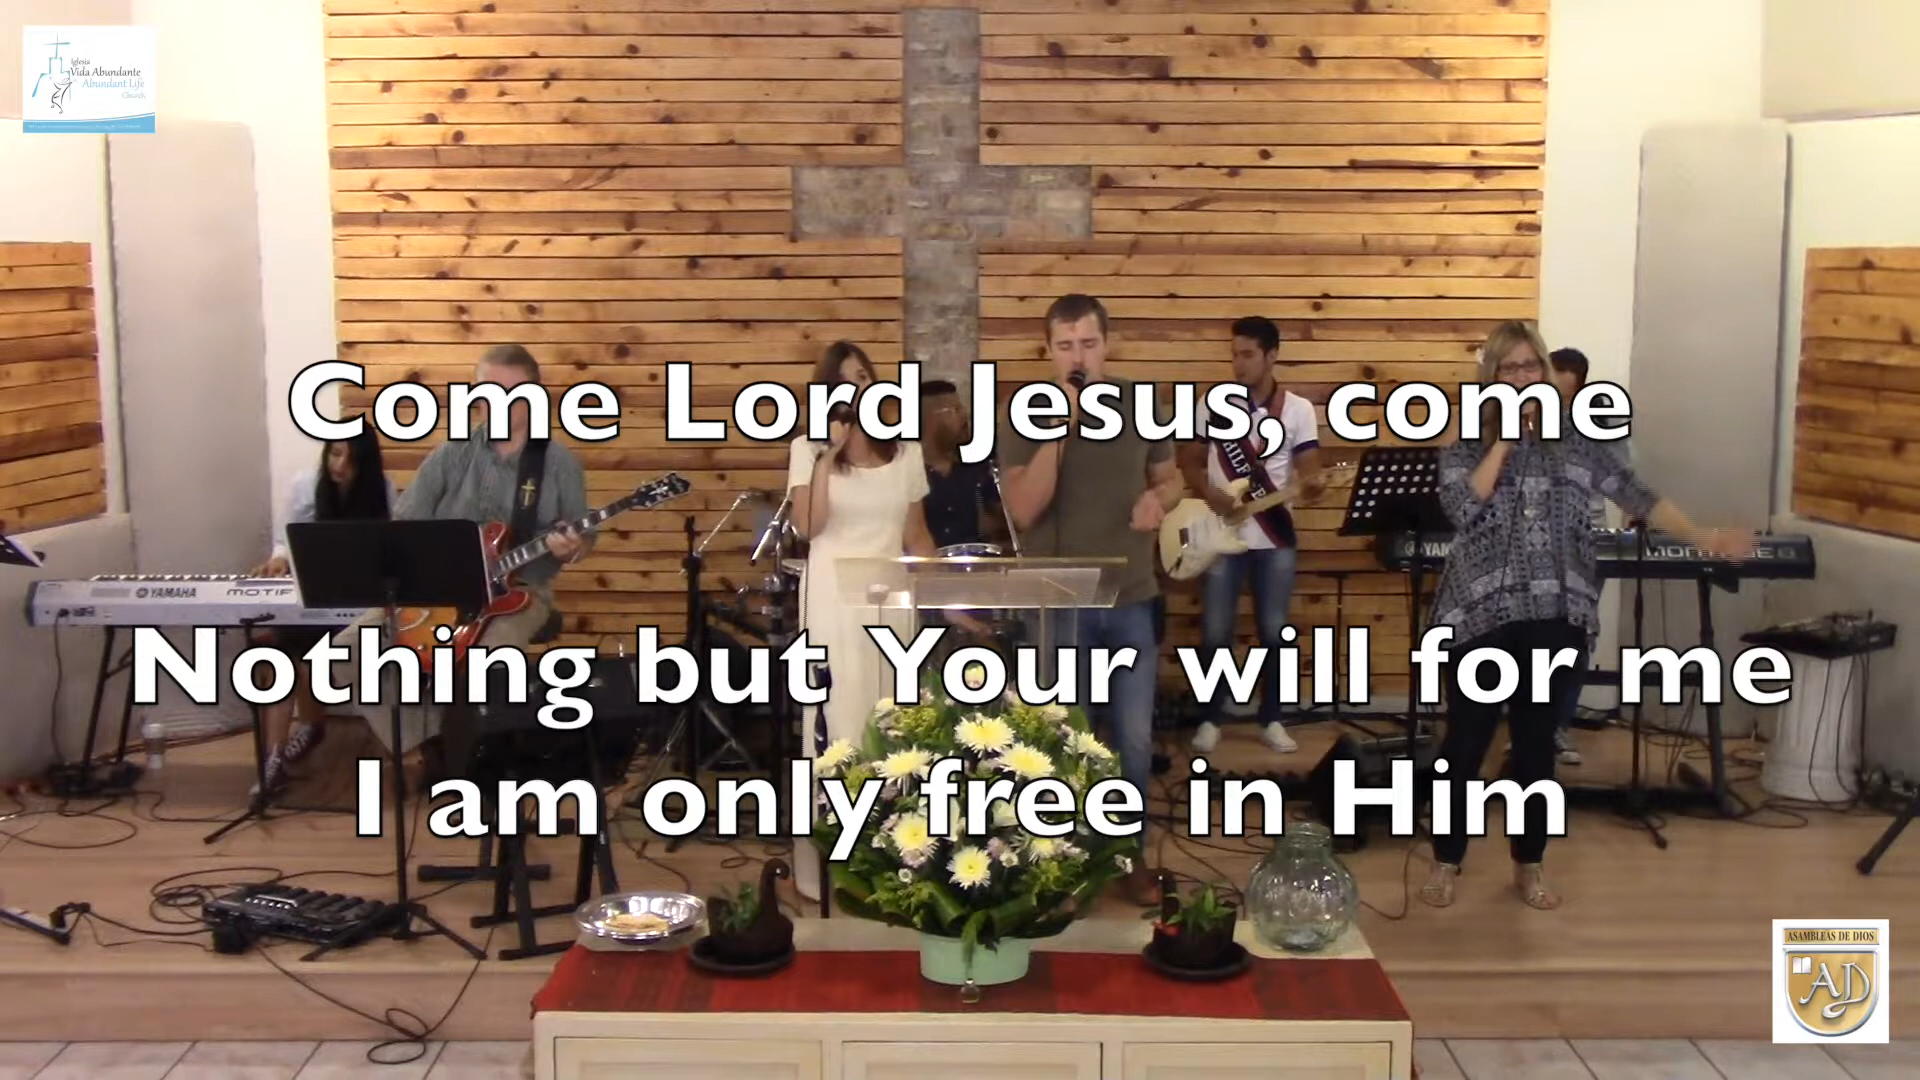 Iglesia
Vida Abundante
Abundant Life
Church
Come Lord Jesus, come
YAMAHA MOTIF
Nothing but Your will for me
I am only free in Him
ASAMBLEAS DE DIOS
AD